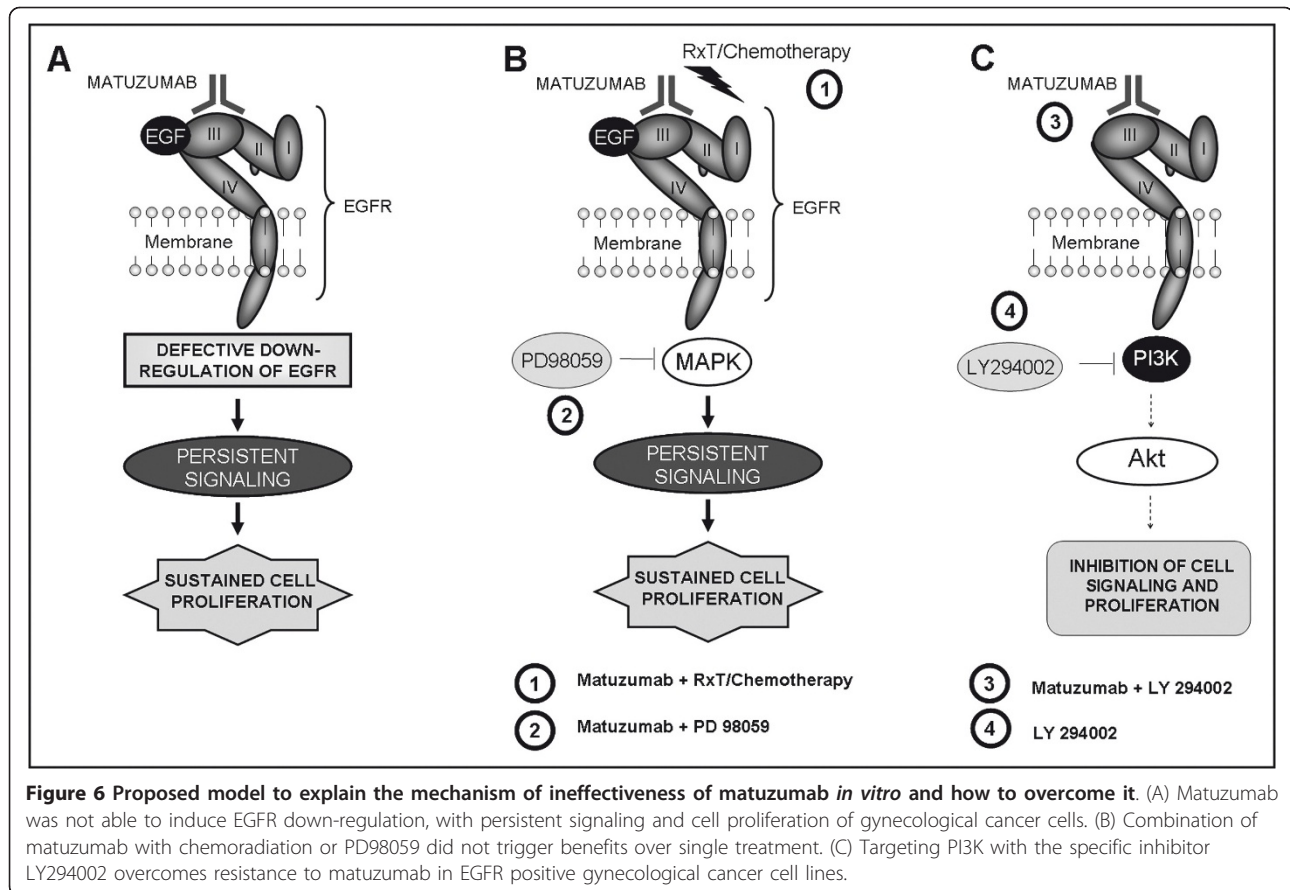 A
MATUZUMAB
EGF
III
II
I
IV
EGFR
Membrane
DEFECTIVE DOWN-
REGULATION OF EGFR
PERSISTENT
SIGNALING
SUSTAINED CELL
PROLIFERATION
B
RxT/Chemotherapy
MATUZUMAB
1
EGF
III
II
I
IV
EGFR
Membrane
PD98059
MAPK
2
PERSISTENT
SIGNALING
SUSTAINED CELL
PROLIFERATION
1 Matuzumab + RxT/Chemotherapy
2 Matuzumab + PD 98059
C
MATUZUMAB
3
III
II
I
IV
Membrane
4
LY294002
PI3K
Akt
INHIBITION OF CELL
SIGNALING AND
PROLIFERATION
3 Matuzumab + LY 294002
4 LY 294002
Figure 6 Proposed model to explain the mechanism of ineffectiveness of matuzumab in vitro and how to overcome it. (A) Matuzumab
was not able to induce EGFR down-regulation, with persistent signaling and cell proliferation of gynecological cancer cells. (B) Combination of
matuzumab with chemoradiation or PD98059 did not trigger benefits over single treatment. (C) Targeting PI3K with the specific inhibitor
LY294002 overcomes resistance to matuzumab in EGFR positive gynecological cancer cell lines.